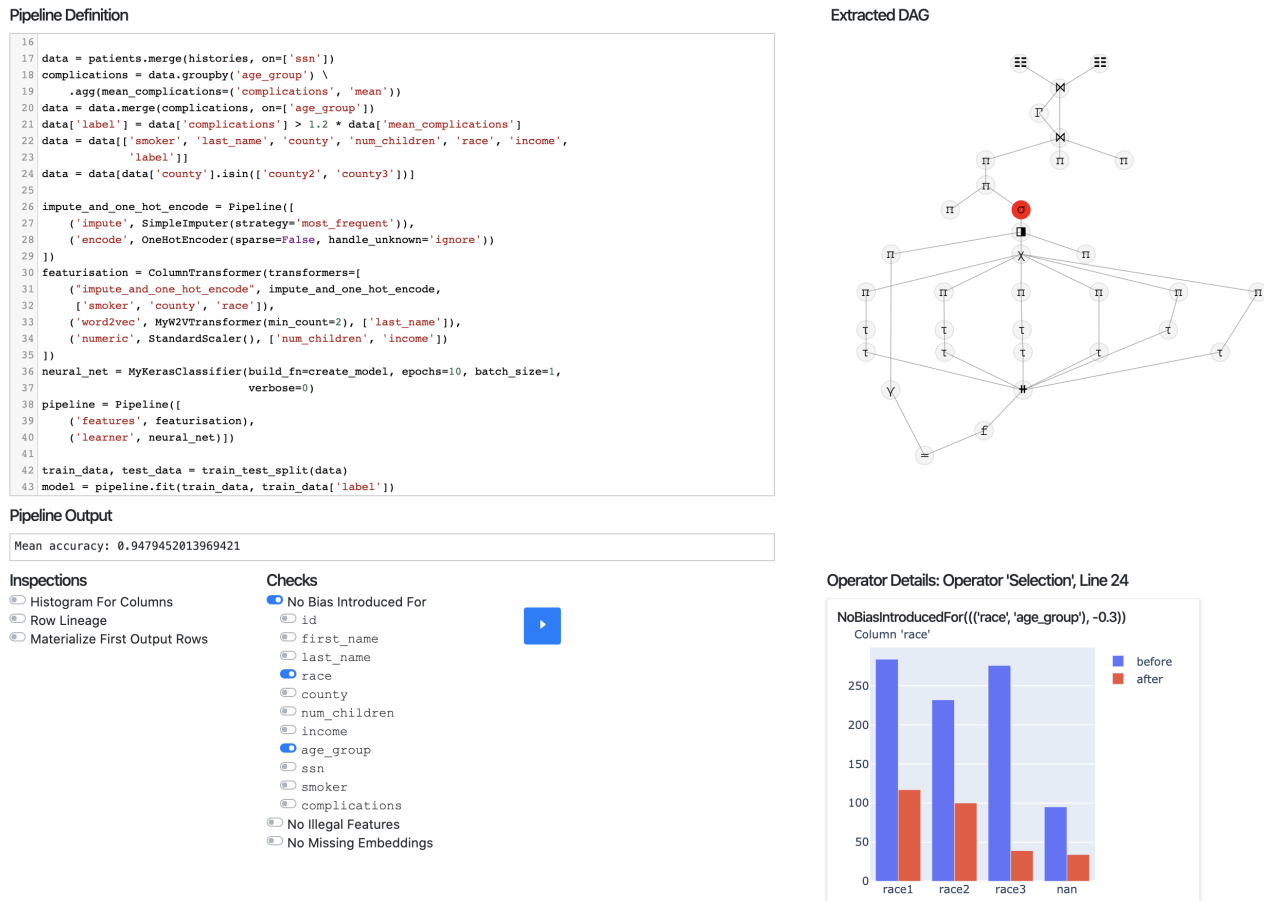 Pipeline Definition
16
17 data = patients.merge(histories, on=['ssn'])
18 complications = data.groupby('age_group') \
19     .agg(mean_complications=('complications', 'mean'))
20 data = data.merge(complications, on=['age_group'])
21 data['label'] = data['complications'] > 1.2 * data['mean_complications']
22 data = data[['smoker', 'last_name', 'county', 'num_children', 'race', 'income',
23              'label']]
24 data = data[data['county'].isin(['county2', 'county3'])]
25
26 impute_and_one_hot_encode = Pipeline([
27     ('impute', SimpleImputer(strategy='most_frequent')),
28     ('encode', OneHotEncoder(sparse=False, handle_unknown='ignore'))
29 ])
30 featurisation = ColumnTransformer(transformers=[
31     ("impute_and_one_hot_encode", impute_and_one_hot_encode,
32      ['smoker', 'county', 'race']),
33     ('word2vec', MyW2VTransformer(min_count=2), ['last_name']),
34     ('numeric', StandardScaler(), ['num_children', 'income'])
35 ])
36 neural_net = MyKerasClassifier(build_fn=create_model, epochs=10, batch_size=1,
37                                verbose=0)
38 pipeline = Pipeline([
39     ('features', featurisation),
40     ('learner', neural_net)])
41
42 train_data, test_data = train_test_split(data)
43 model = pipeline.fit(train_data, train_data['label'])
Extracted DAG
⋈
Γ
⋈
π π π
π
π σ
π χ π
π π π π π π
τ τ τ τ
τ τ τ τ τ
γ
f
=
Pipeline Output
Mean accuracy: 0.9479452013969421
Inspections
Histogram For Columns
Row Lineage
Materialize First Output Rows
Checks
No Bias Introduced For
id
first_name
last_name
race
county
num_children
income
age_group
ssn
smoker
complications
No Illegal Features
No Missing Embeddings
Operator Details: Operator 'Selection', Line 24
NoBiasIntroducedFor((('race', 'age_group'), -0.3))
Column 'race'
before
after
250
200
150
100
50
0
race1 race2 race3 nan